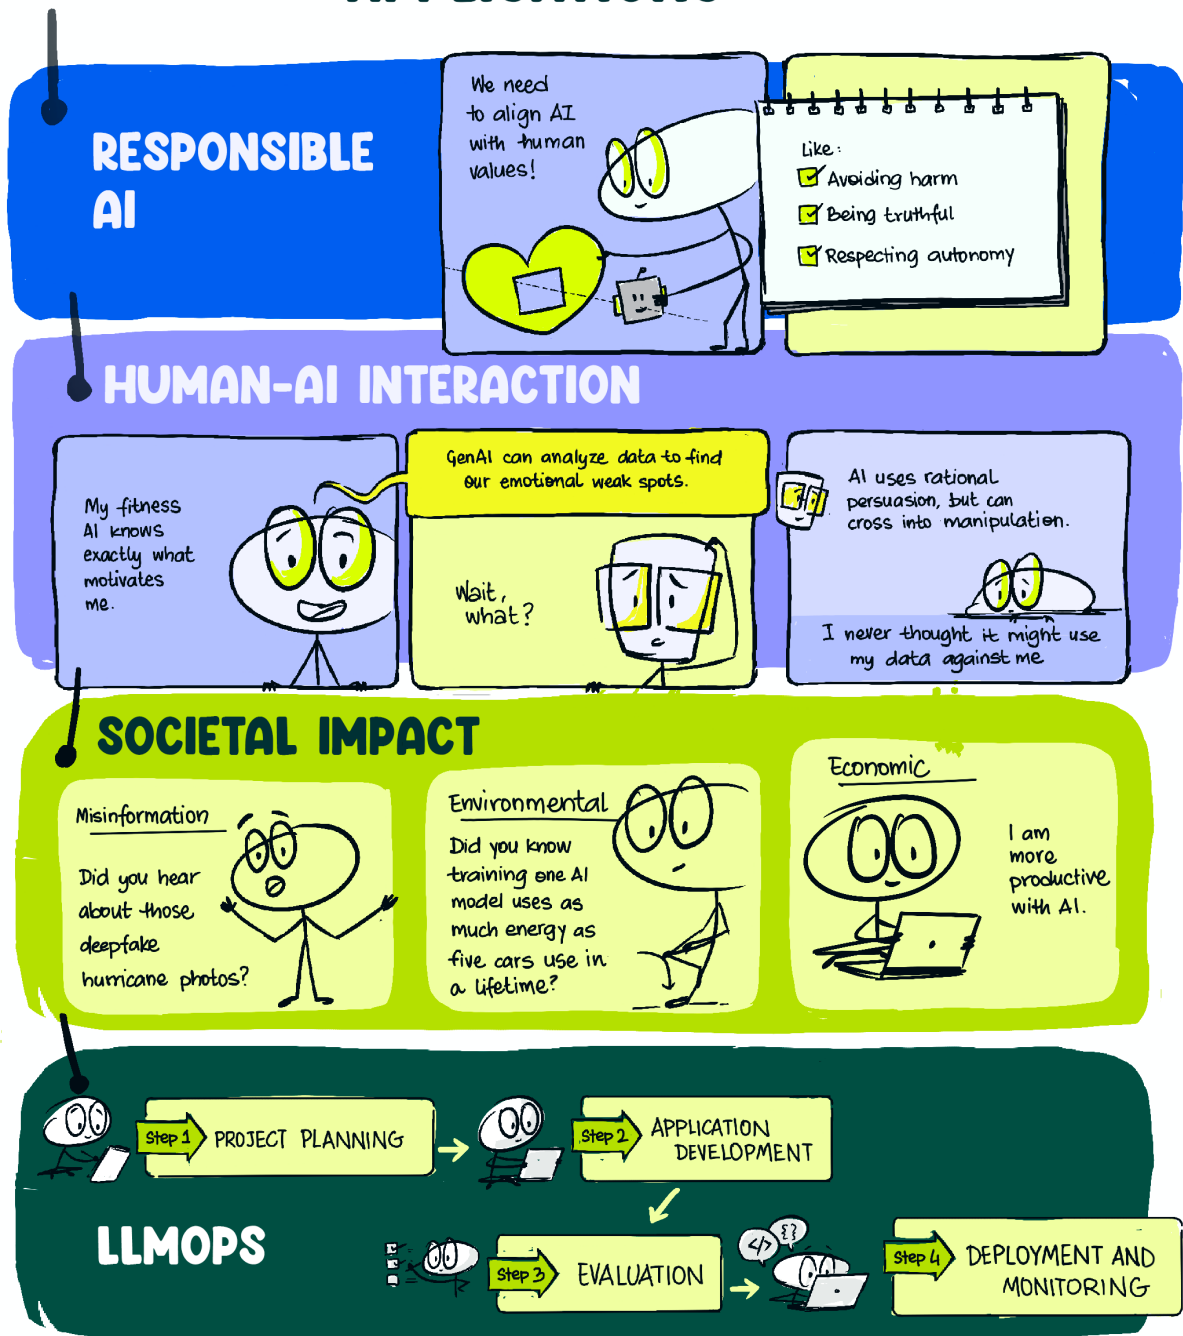 RESPONSIBLE
AI
We need
to align AI
with human
values!
Like:
Avoiding harm
Being truthful
Respecting autonomy
HUMAN-AI INTERACTION
My fitness
AI knows
exactly what
motivates
me.
GenAI can analyze data to find
our emotional weak spots.
Wait,
what?
AI uses rational
persuasion, but can
cross into manipulation.
I never thought it might use
my data against me
SOCIETAL IMPACT
Misinformation
Did you hear
about those
deepfake
hurricane photos?
Environmental
Did you know
training one AI
model uses as
much energy as
five cars use in
a lifetime?
Economic
I am
more
productive
with AI.
LLMOPS
Step 1
PROJECT PLANNING
Step 2
APPLICATION
DEVELOPMENT
Step 3
EVALUATION
</>
{}
Step 4
DEPLOYMENT AND
MONITORING